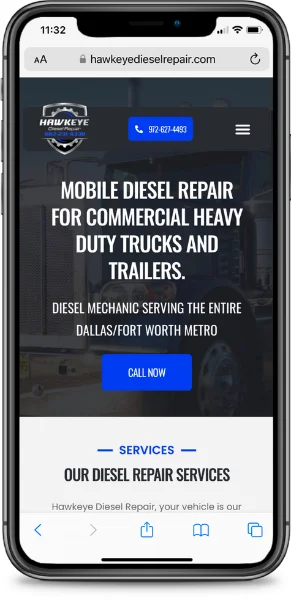 11:32
AA hawkeyedieselrepair.com
HAWKEYE
Diesel Repair
972-627-4493
MOBILE DIESEL REPAIR
FOR COMMERCIAL HEAVY
DUTY TRUCKS AND
TRAILERS.
DIESEL MECHANIC SERVING THE ENTIRE
DALLAS/FORT WORTH METRO
CALL NOW
SERVICES
OUR DIESEL REPAIR SERVICES
Hawkeye Diesel Repair, your vehicle is our